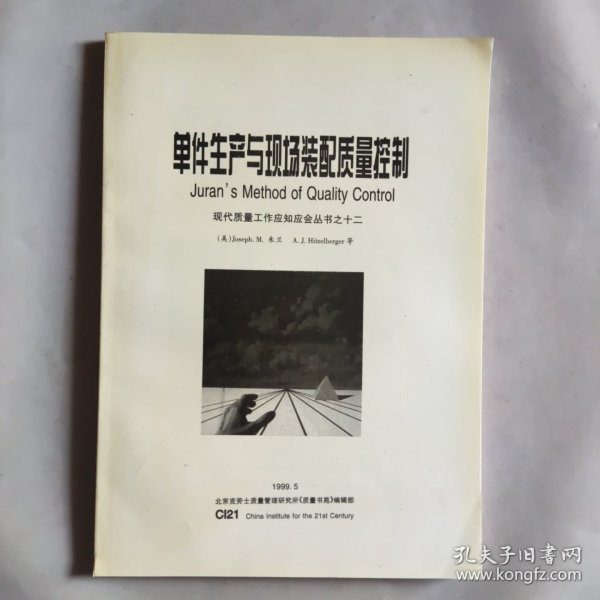 单件生产与现场装配质量控制
Juran's Method of Quality Control
现代质量工作应知应会丛书之十二
(美)Joseph. M. 朱兰 A. J. Hitzelberger 等
1999. 5
北京克劳士质量管理研究所《质量书苑》编辑部
CI21 China Institute for the 21st Century
孔夫子旧书网
www.kongfz.com